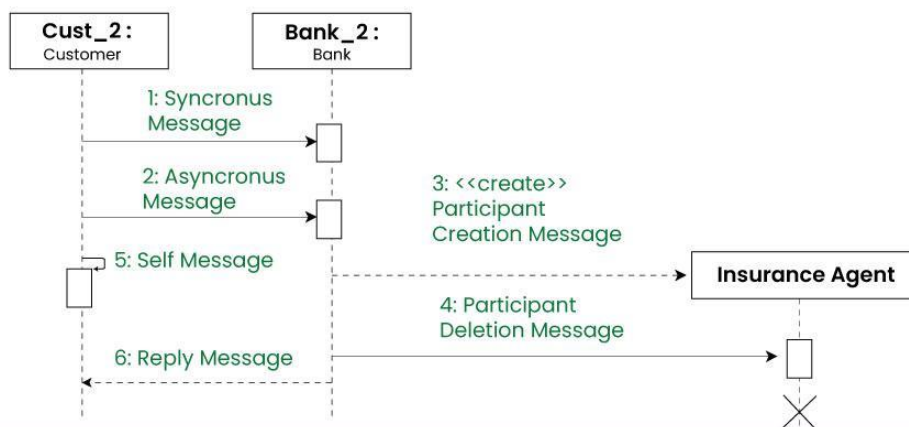 Cust_2:
Customer
Bank_2:
Bank
1: Syncronus
Message
2: Asyncronus
Message
3: <<create>>
Participant
Creation Message
5: Self Message
Insurance Agent
4: Participant
Deletion Message
6: Reply Message